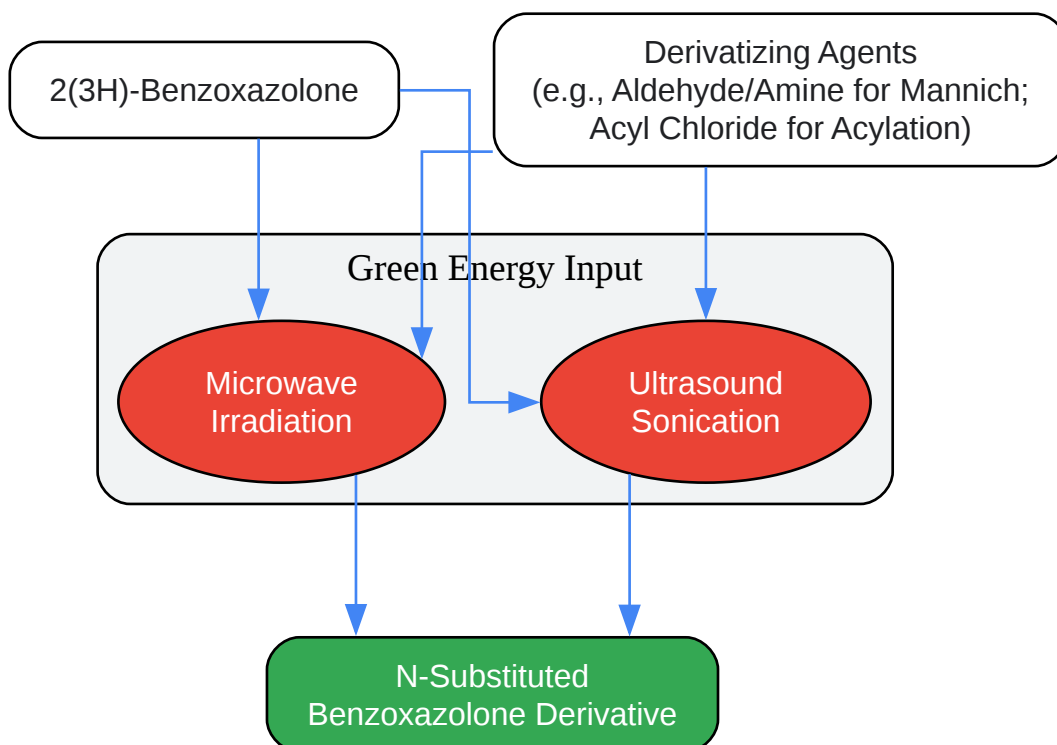 2(3H)-Benzoxazolone
Derivatizing Agents
(e.g., Aldehyde/Amine for Mannich;
Acyl Chloride for Acylation)
Green Energy Input
Microwave
Irradiation
Ultrasound
Sonication
N-Substituted
Benzoxazolone Derivative